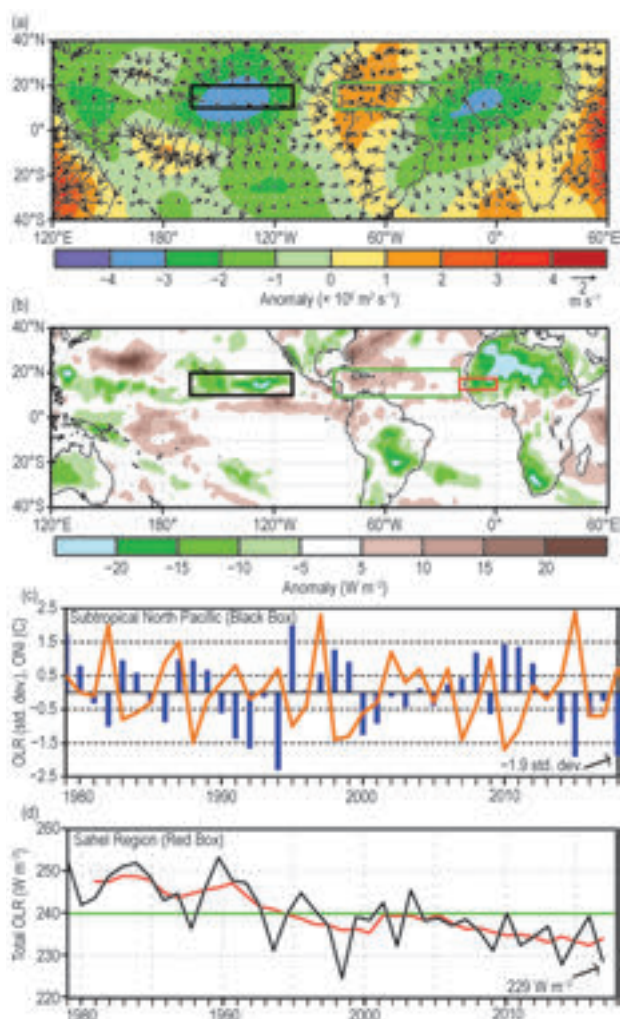 (a)
40°N
20°N
0°
20°S
40°S
120°E 180° 120°W 60°W 0° 60°E
−4 −3 −2 −1 0 1 2 3 4 2
Anomaly (× 10⁶ m² s⁻¹) m s⁻¹
(b)
40°N
20°N
0°
20°S
40°S
120°E 180° 120°W 60°W 0° 60°E
−20 −15 −10 −5 5 10 15 20
Anomaly (W m⁻²)
(c)
Subtropical North Pacific (Black Box)
OLR (std. dev.), ONI (C)
2.5
1.5
0.5
−0.5
−1.5
−2.5
−1.9 std. dev.
1980 1990 2000 2010
(d)
Sahel Region (Red Box)
Total OLR (W m⁻²)
260
250
240
230
220
229 W m⁻²
1980 1990 2000 2010